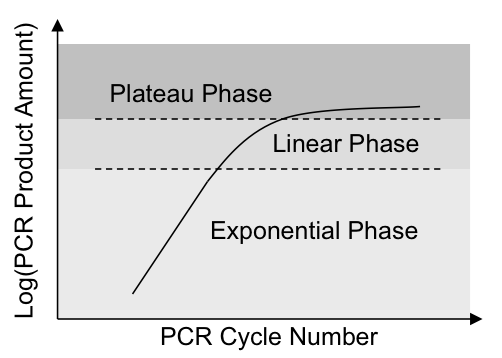 Log(PCR Product Amount)
Plateau Phase
Linear Phase
Exponential Phase
PCR Cycle Number